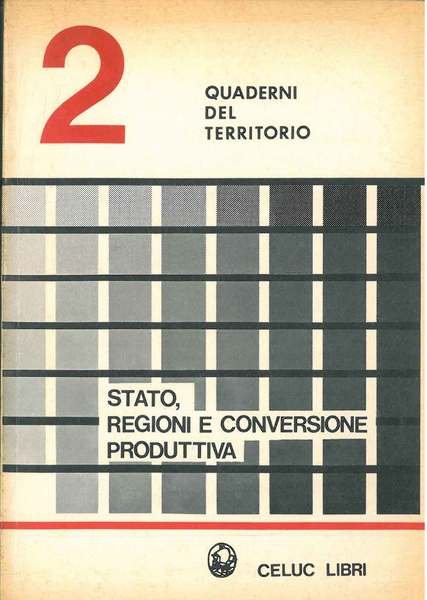 2
QUADERNI
DEL
TERRITORIO
STATO,
REGIONI E CONVERSIONE
PRODUTTIVA
CELUC LIBRI